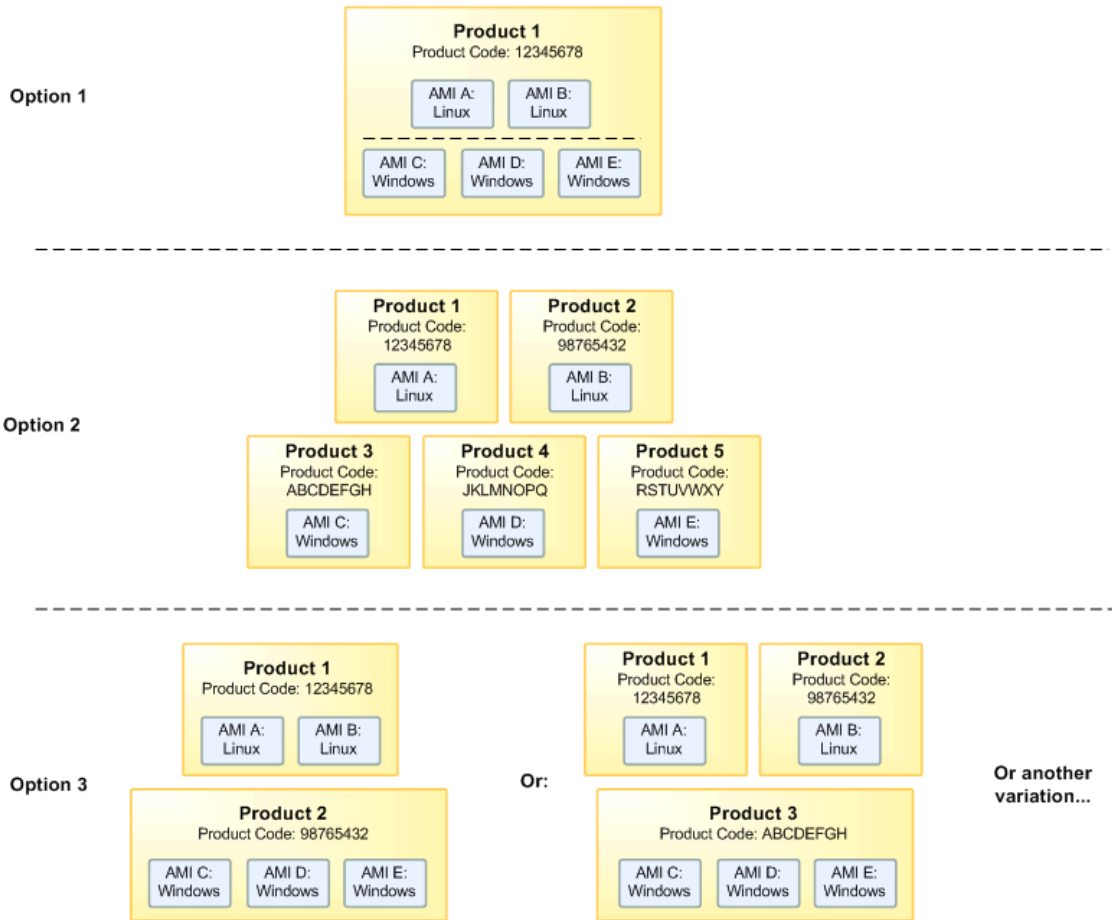 Product 1
Product Code: 12345678
Option 1
AMI A:
Linux
AMI B:
Linux
AMI C:
Windows
AMI D:
Windows
AMI E:
Windows
Option 2
Product 1
Product Code:
12345678
AMI A:
Linux
Product 2
Product Code:
98765432
AMI B:
Linux
Product 3
Product Code:
ABCDEFGH
AMI C:
Windows
Product 4
Product Code:
JKLMNOPQ
AMI D:
Windows
Product 5
Product Code:
RSTUVWXY
AMI E:
Windows
Option 3
Product 1
Product Code: 12345678
AMI A:
Linux
AMI B:
Linux
Product 2
Product Code: 98765432
AMI C:
Windows
AMI D:
Windows
AMI E:
Windows
Or:
Product 1
Product Code:
12345678
AMI A:
Linux
Product 2
Product Code:
98765432
AMI B:
Linux
Product 3
Product Code: ABCDEFGH
AMI C:
Windows
AMI D:
Windows
AMI E:
Windows
Or another
variation...